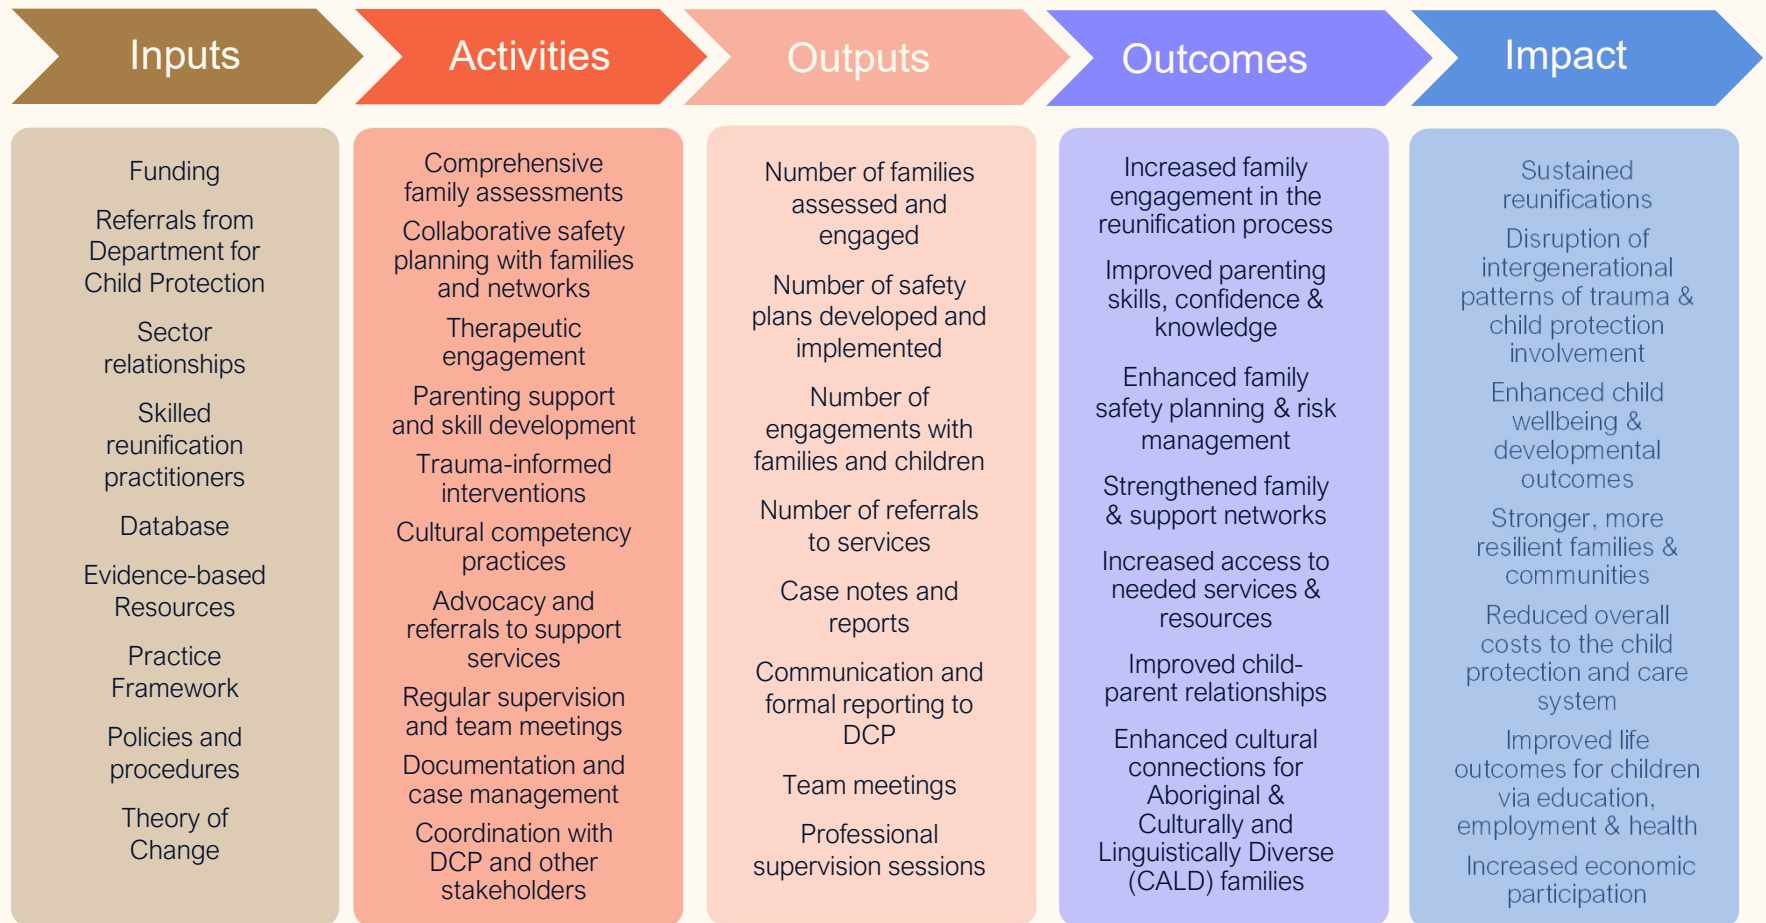 Inputs
Activities
Outputs
Outcomes
Impact
Funding
Referrals from
Department for
Child Protection
Sector
relationships
Skilled
reunification
practitioners
Database
Evidence-based
Resources
Practice
Framework
Policies and
procedures
Theory of
Change
Comprehensive
family assessments
Collaborative safety
planning with families
and networks
Therapeutic
engagement
Parenting support
and skill development
Trauma-informed
interventions
Cultural competency
practices
Advocacy and
referrals to support
services
Regular supervision
and team meetings
Documentation and
case management
Coordination with
DCP and other
stakeholders
Number of families
assessed and
engaged
Number of safety
plans developed and
implemented
Number of
engagements with
families and children
Number of referrals
to services
Case notes and
reports
Communication and
formal reporting to
DCP
Team meetings
Professional
supervision sessions
Increased family
engagement in the
reunification process
Improved parenting
skills, confidence &
knowledge
Enhanced family
safety planning & risk
management
Strengthened family
& support networks
Increased access to
needed services &
resources
Improved child-
parent relationships
Enhanced cultural
connections for
Aboriginal &
Culturally and
Linguistically Diverse
(CALD) families
Sustained
reunifications
Disruption of
intergenerational
patterns of trauma &
child protection
involvement
Enhanced child
wellbeing &
developmental
outcomes
Stronger, more
resilient families &
communities
Reduced overall
costs to the child
protection and care
system
Improved life
outcomes for children
via education,
employment & health
Increased economic
participation